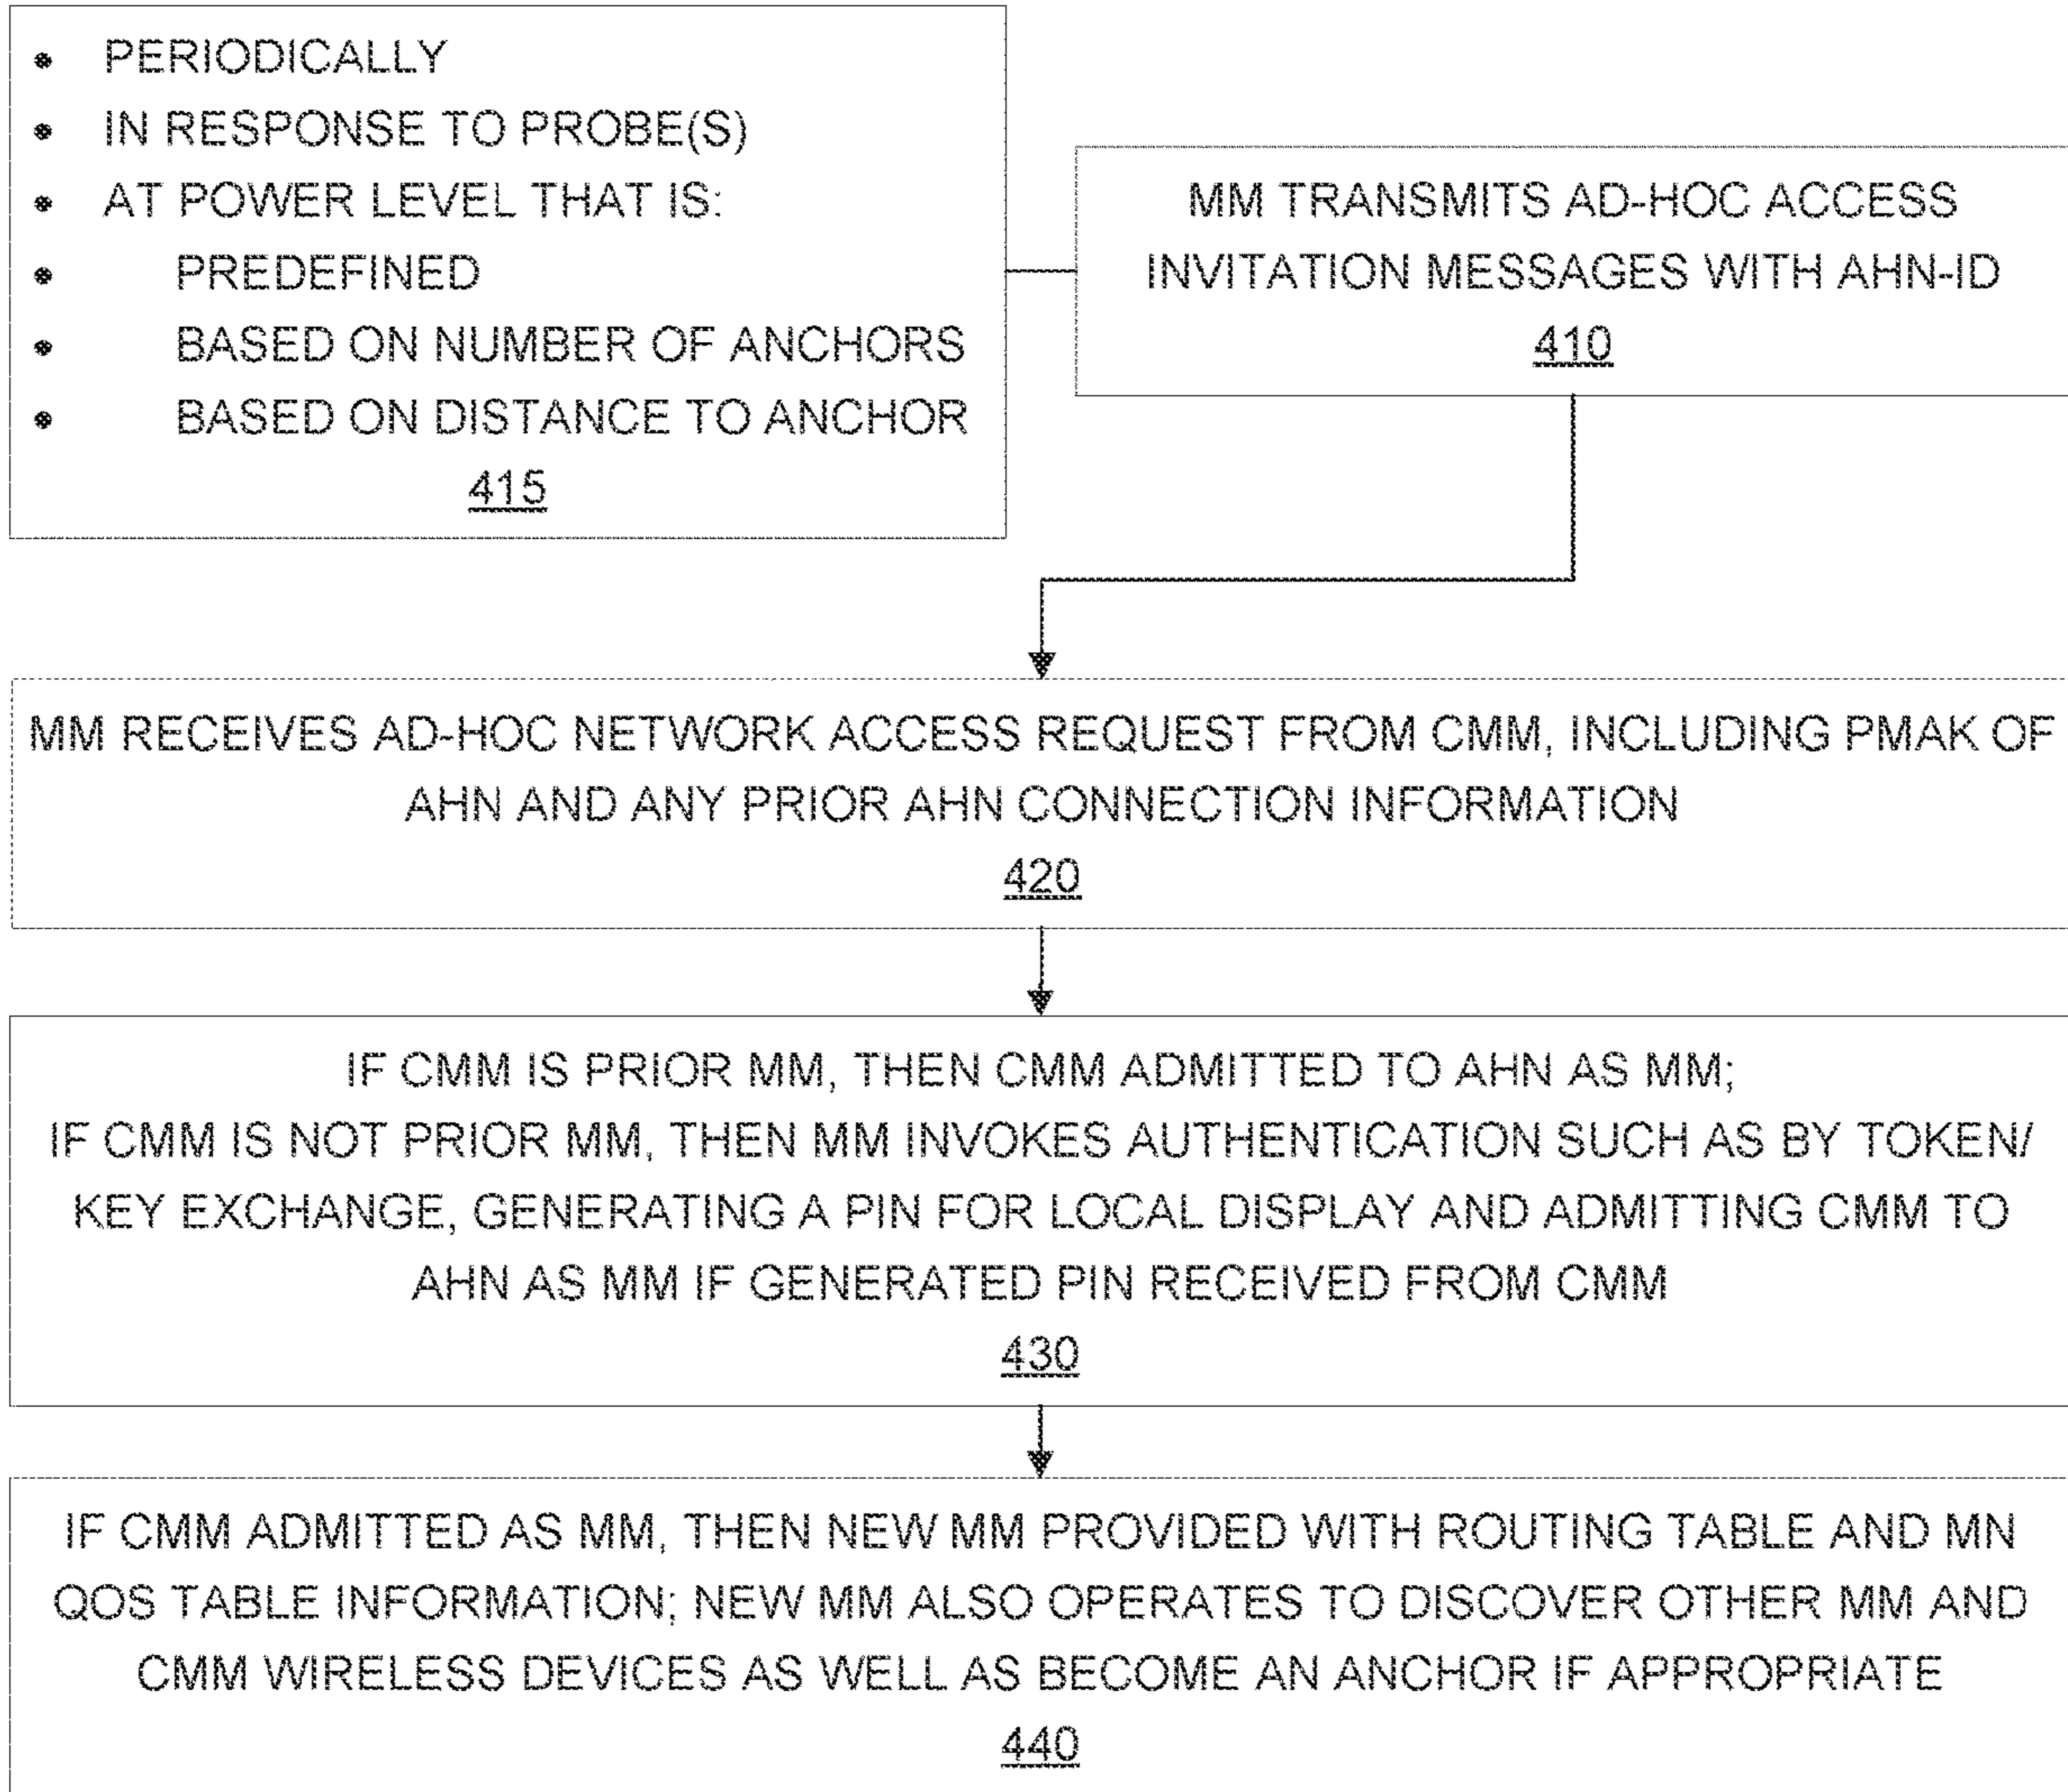 • PERIODICALLY
• IN RESPONSE TO PROBE(S)
• AT POWER LEVEL THAT IS:
• PREDEFINED
• BASED ON NUMBER OF ANCHORS
• BASED ON DISTANCE TO ANCHOR
415
MM TRANSMITS AD-HOC ACCESS
INVITATION MESSAGES WITH AHN-ID
410
MM RECEIVES AD-HOC NETWORK ACCESS REQUEST FROM CMM, INCLUDING PMAK OF
AHN AND ANY PRIOR AHN CONNECTION INFORMATION
420
IF CMM IS PRIOR MM, THEN CMM ADMITTED TO AHN AS MM;
IF CMM IS NOT PRIOR MM, THEN MM INVOKES AUTHENTICATION SUCH AS BY TOKEN/
KEY EXCHANGE, GENERATING A PIN FOR LOCAL DISPLAY AND ADMITTING CMM TO
AHN AS MM IF GENERATED PIN RECEIVED FROM CMM
430
IF CMM ADMITTED AS MM, THEN NEW MM PROVIDED WITH ROUTING TABLE AND MN
QOS TABLE INFORMATION; NEW MM ALSO OPERATES TO DISCOVER OTHER MM AND
CMM WIRELESS DEVICES AS WELL AS BECOME AN ANCHOR IF APPROPRIATE
440